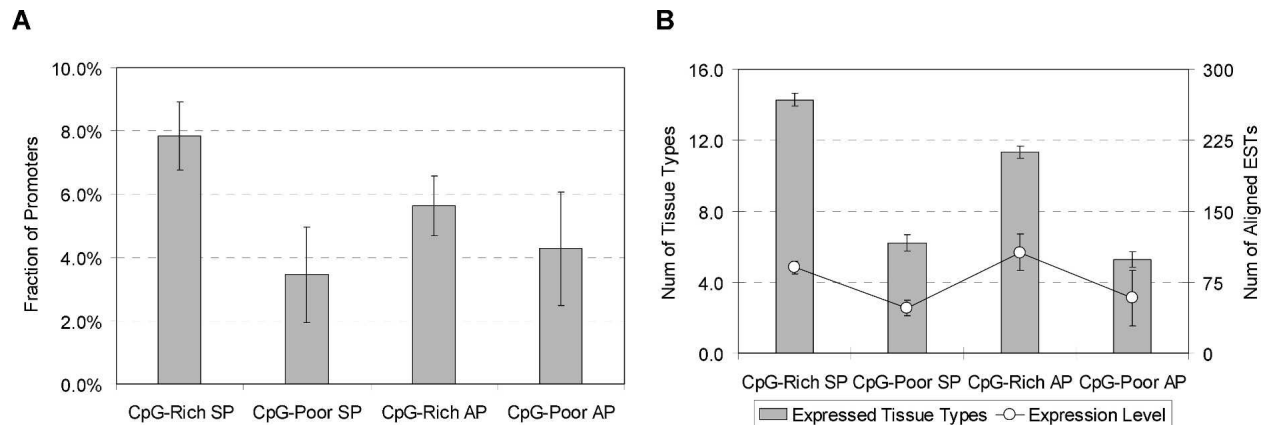 A
10.0%
8.0%
6.0%
4.0%
2.0%
0.0%
Fraction of Promoters
CpG-Rich SP CpG-Poor SP CpG-Rich AP CpG-Poor AP
B
16.0
12.0
8.0
4.0
0.0
Num of Tissue Types
300
225
150
75
0
Num of Aligned ESTs
CpG-Rich SP CpG-Poor SP CpG-Rich AP CpG-Poor AP
Expressed Tissue Types Expression Level